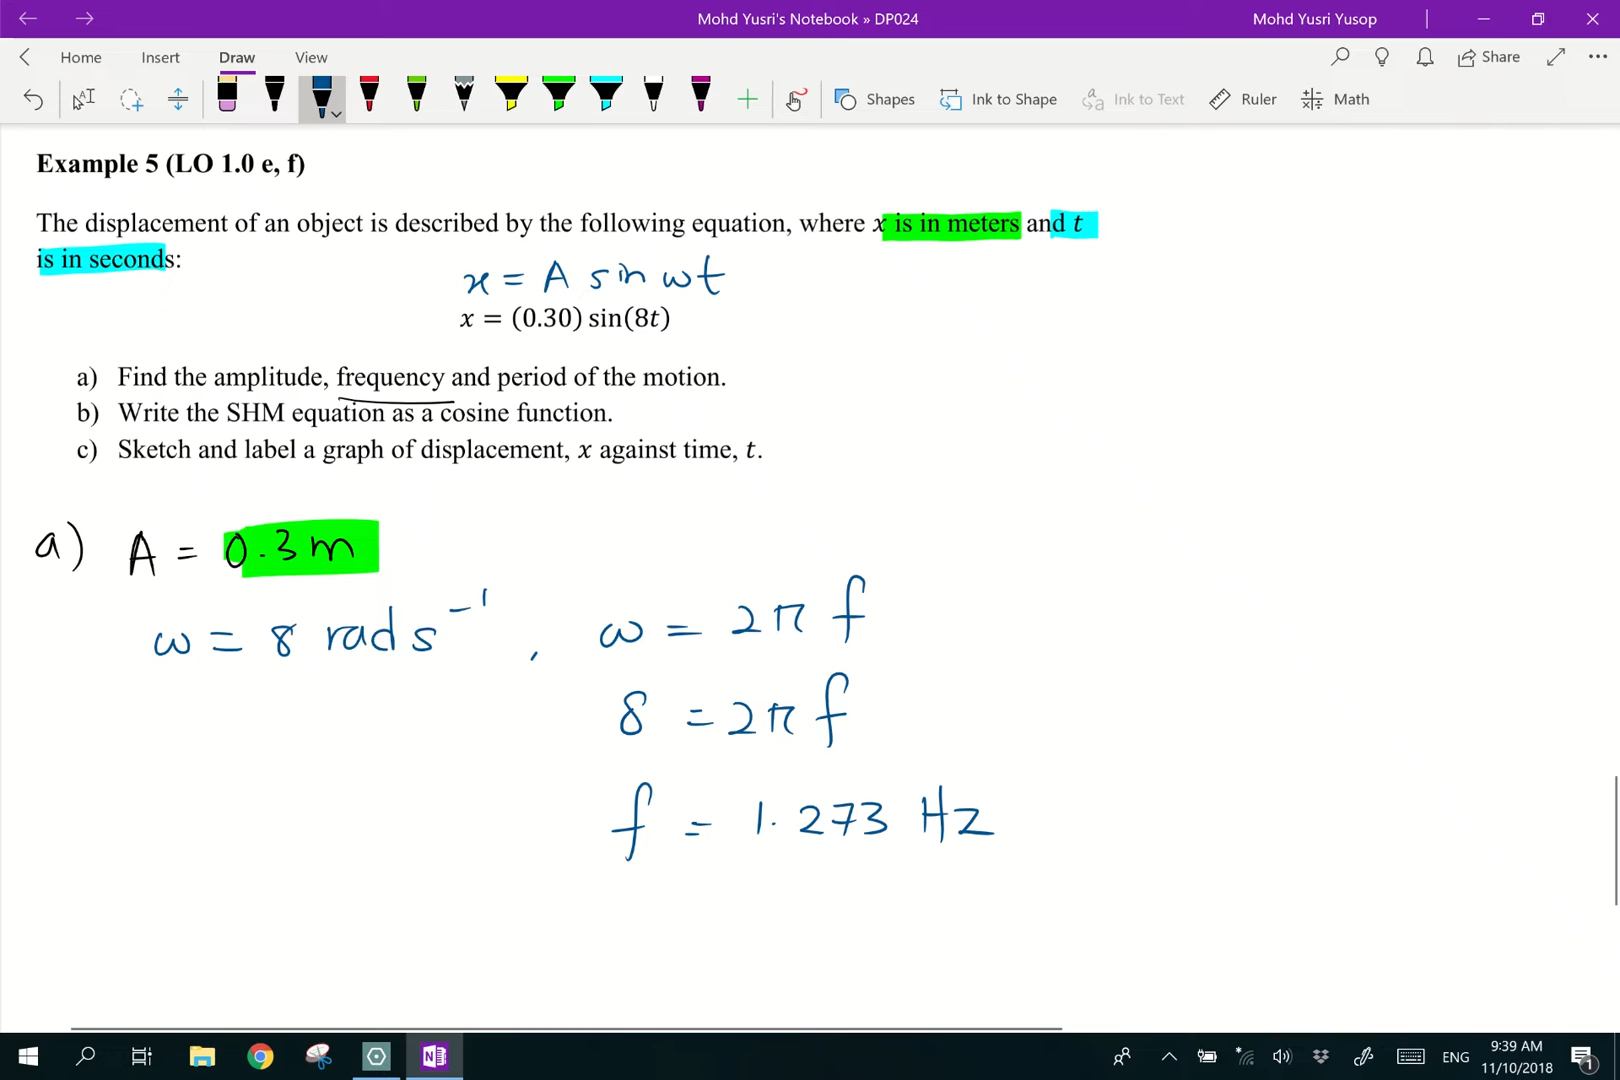 Mohd Yusri's Notebook » DP024
Mohd Yusri Yusop
Home Insert Draw View
Share
Shapes Ink to Shape Ink to Text Ruler Math
Example 5 (LO 1.0 e, f)
The displacement of an object is described by the following equation, where x is in meters and t
is in seconds:
x = A sin ωt
x = (0.30) sin(8t)
a) Find the amplitude, frequency and period of the motion.
b) Write the SHM equation as a cosine function.
c) Sketch and label a graph of displacement, x against time, t.
a) A = 0.3 m
ω = 8 rad s⁻¹ , ω = 2π f
8 = 2π f
f = 1.273 Hz
ENG
9:39 AM
11/10/2018
1